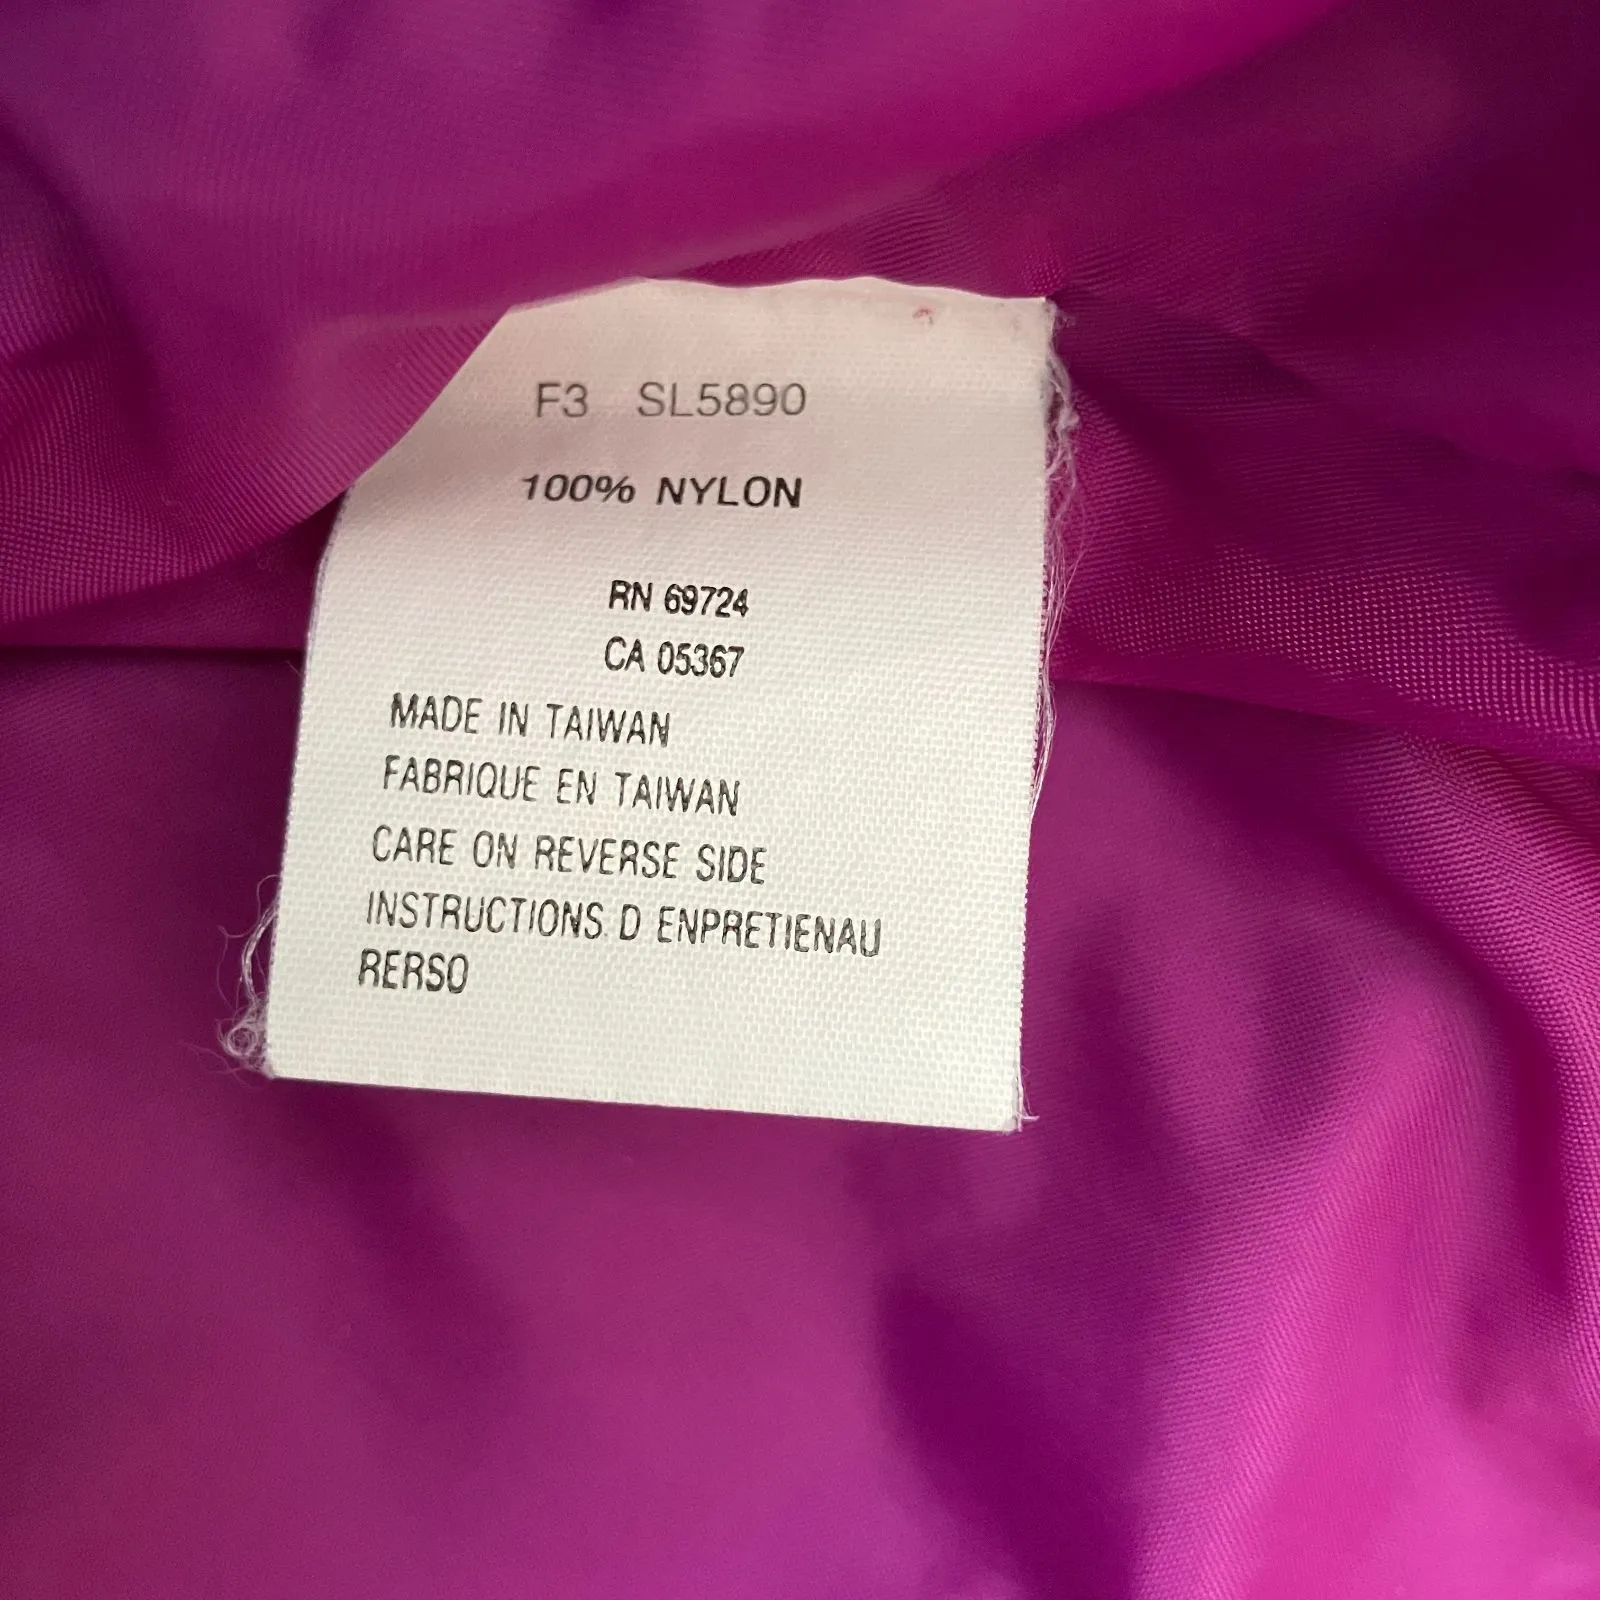 F3 SL5890
100% NYLON
RN 69724
CA 05367
MADE IN TAIWAN
FABRIQUE EN TAIWAN
CARE ON REVERSE SIDE
INSTRUCTIONS. D ENPRETIENAU
RERSO